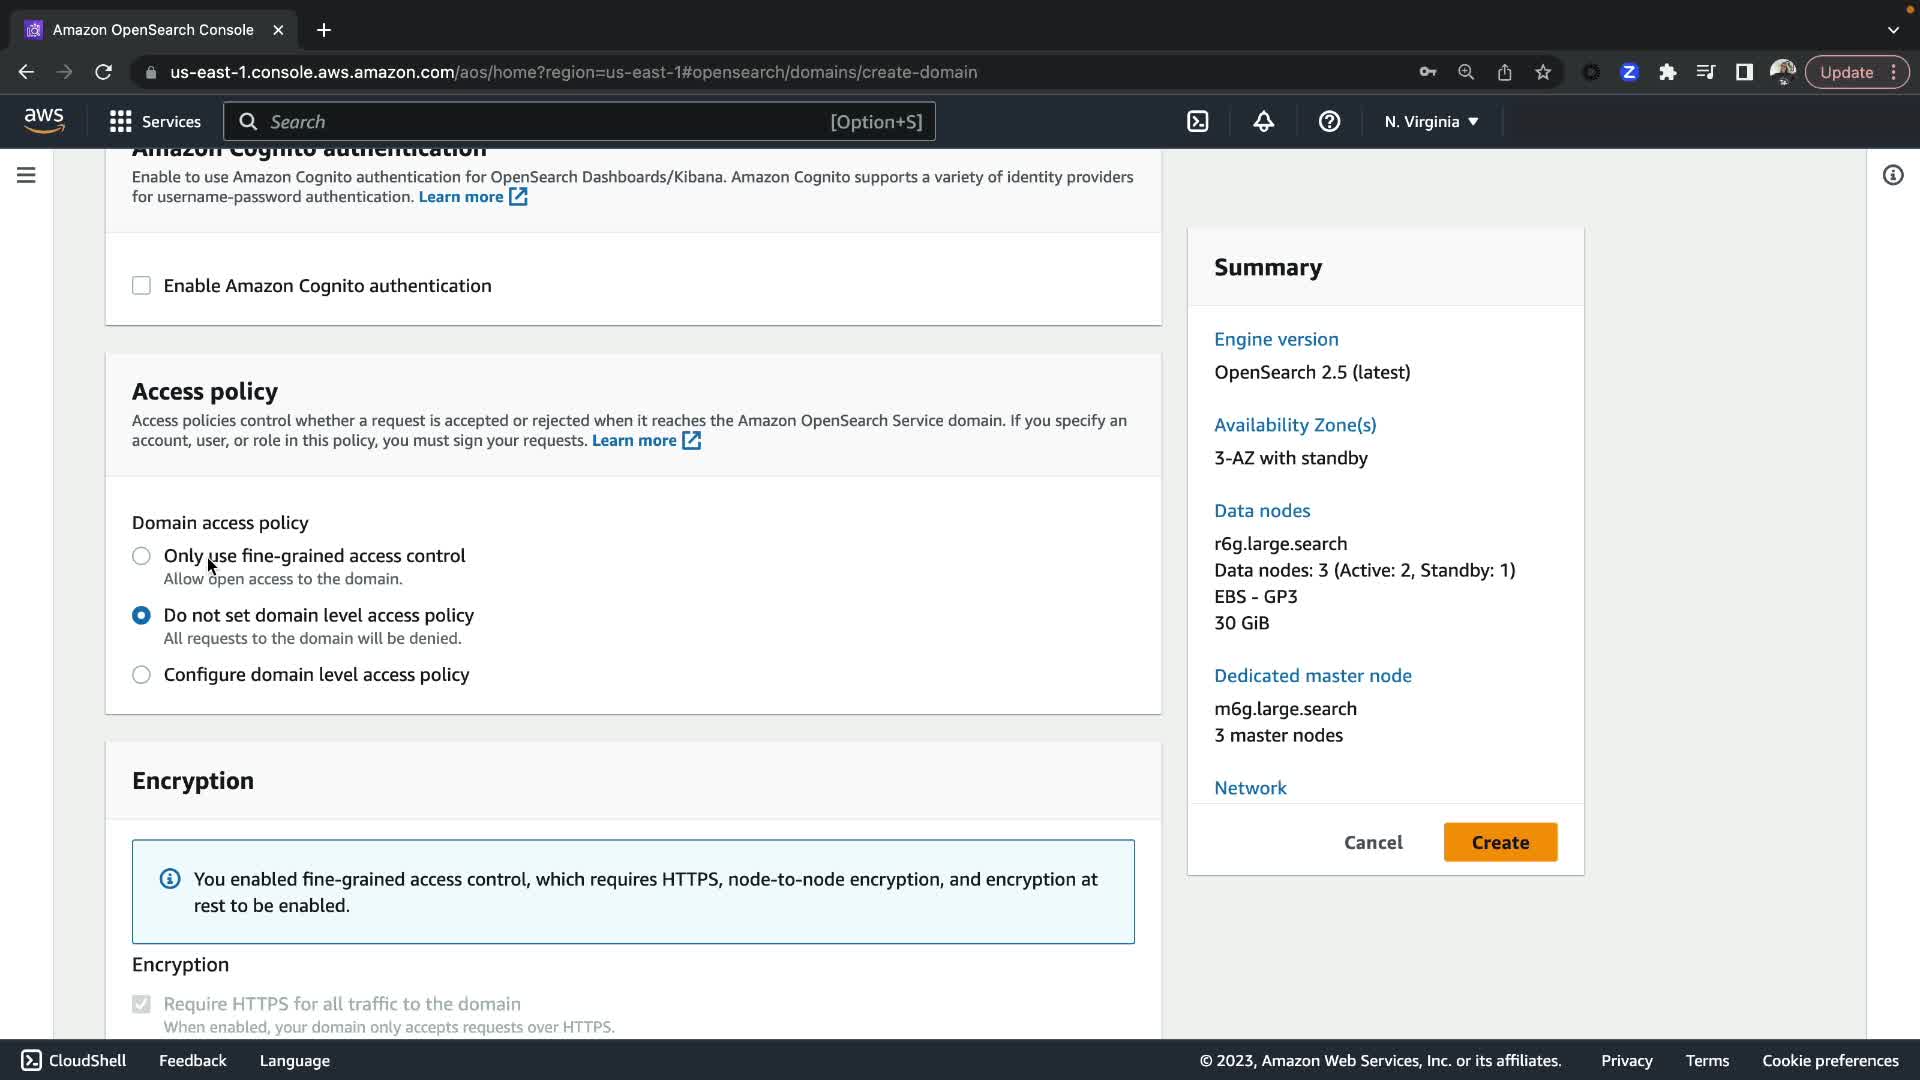 Amazon OpenSearch Console
us-east-1.console.aws.amazon.com/aos/home?region=us-east-1#opensearch/domains/create-domain
Update
aws
Services
Search
[Option+S]
N. Virginia
Amazon Cognito authentication
Enable to use Amazon Cognito authentication for OpenSearch Dashboards/Kibana. Amazon Cognito supports a variety of identity providers
for username-password authentication. Learn more
Enable Amazon Cognito authentication
Access policy
Access policies control whether a request is accepted or rejected when it reaches the Amazon OpenSearch Service domain. If you specify an
account, user, or role in this policy, you must sign your requests. Learn more
Domain access policy
Only use fine-grained access control
Allow open access to the domain.
Do not set domain level access policy
All requests to the domain will be denied.
Configure domain level access policy
Encryption
You enabled fine-grained access control, which requires HTTPS, node-to-node encryption, and encryption at
rest to be enabled.
Encryption
Require HTTPS for all traffic to the domain
When enabled, your domain only accepts requests over HTTPS.
Summary
Engine version
OpenSearch 2.5 (latest)
Availability Zone(s)
3-AZ with standby
Data nodes
r6g.large.search
Data nodes: 3 (Active: 2, Standby: 1)
EBS - GP3
30 GiB
Dedicated master node
m6g.large.search
3 master nodes
Network
Cancel
Create
CloudShell
Feedback
Language
© 2023, Amazon Web Services, Inc. or its affiliates.
Privacy
Terms
Cookie preferences